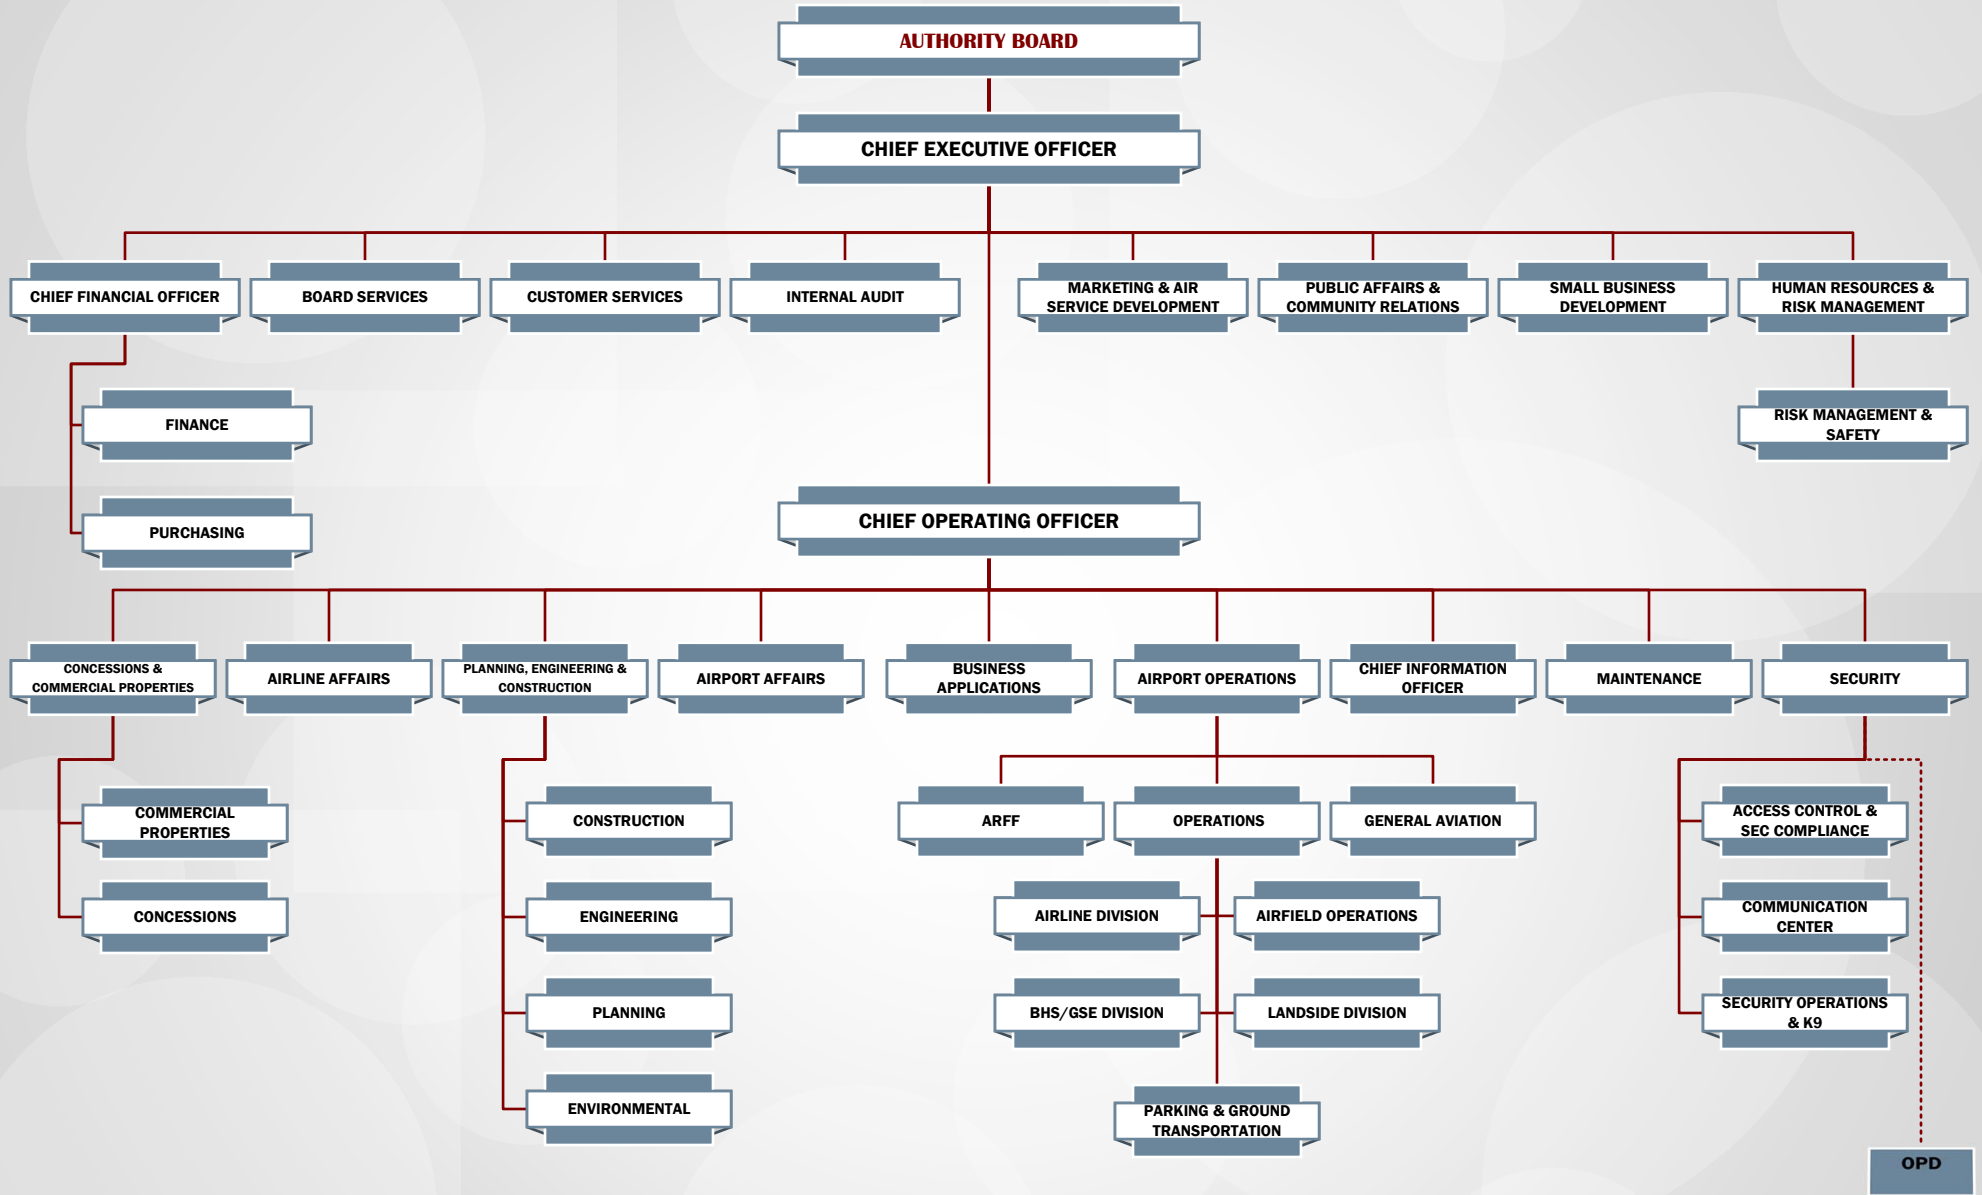 AUTHORITY BOARD
CHIEF EXECUTIVE OFFICER
CHIEF FINANCIAL OFFICER
BOARD SERVICES
CUSTOMER SERVICES
INTERNAL AUDIT
MARKETING & AIR
SERVICE DEVELOPMENT
PUBLIC AFFAIRS &
COMMUNITY RELATIONS
SMALL BUSINESS
DEVELOPMENT
HUMAN RESOURCES &
RISK MANAGEMENT
FINANCE
RISK MANAGEMENT &
SAFETY
PURCHASING
CHIEF OPERATING OFFICER
CONCESSIONS &
COMMERCIAL PROPERTIES
AIRLINE AFFAIRS
PLANNING, ENGINEERING &
CONSTRUCTION
AIRPORT AFFAIRS
BUSINESS
APPLICATIONS
AIRPORT OPERATIONS
CHIEF INFORMATION
OFFICER
MAINTENANCE
SECURITY
COMMERCIAL
PROPERTIES
CONSTRUCTION
ARFF
OPERATIONS
GENERAL AVIATION
ACCESS CONTROL &
SEC COMPLIANCE
CONCESSIONS
ENGINEERING
AIRLINE DIVISION
AIRFIELD OPERATIONS
COMMUNICATION
CENTER
PLANNING
BHS/GSE DIVISION
LANDSIDE DIVISION
SECURITY OPERATIONS
& K9
ENVIRONMENTAL
PARKING & GROUND
TRANSPORTATION
OPD